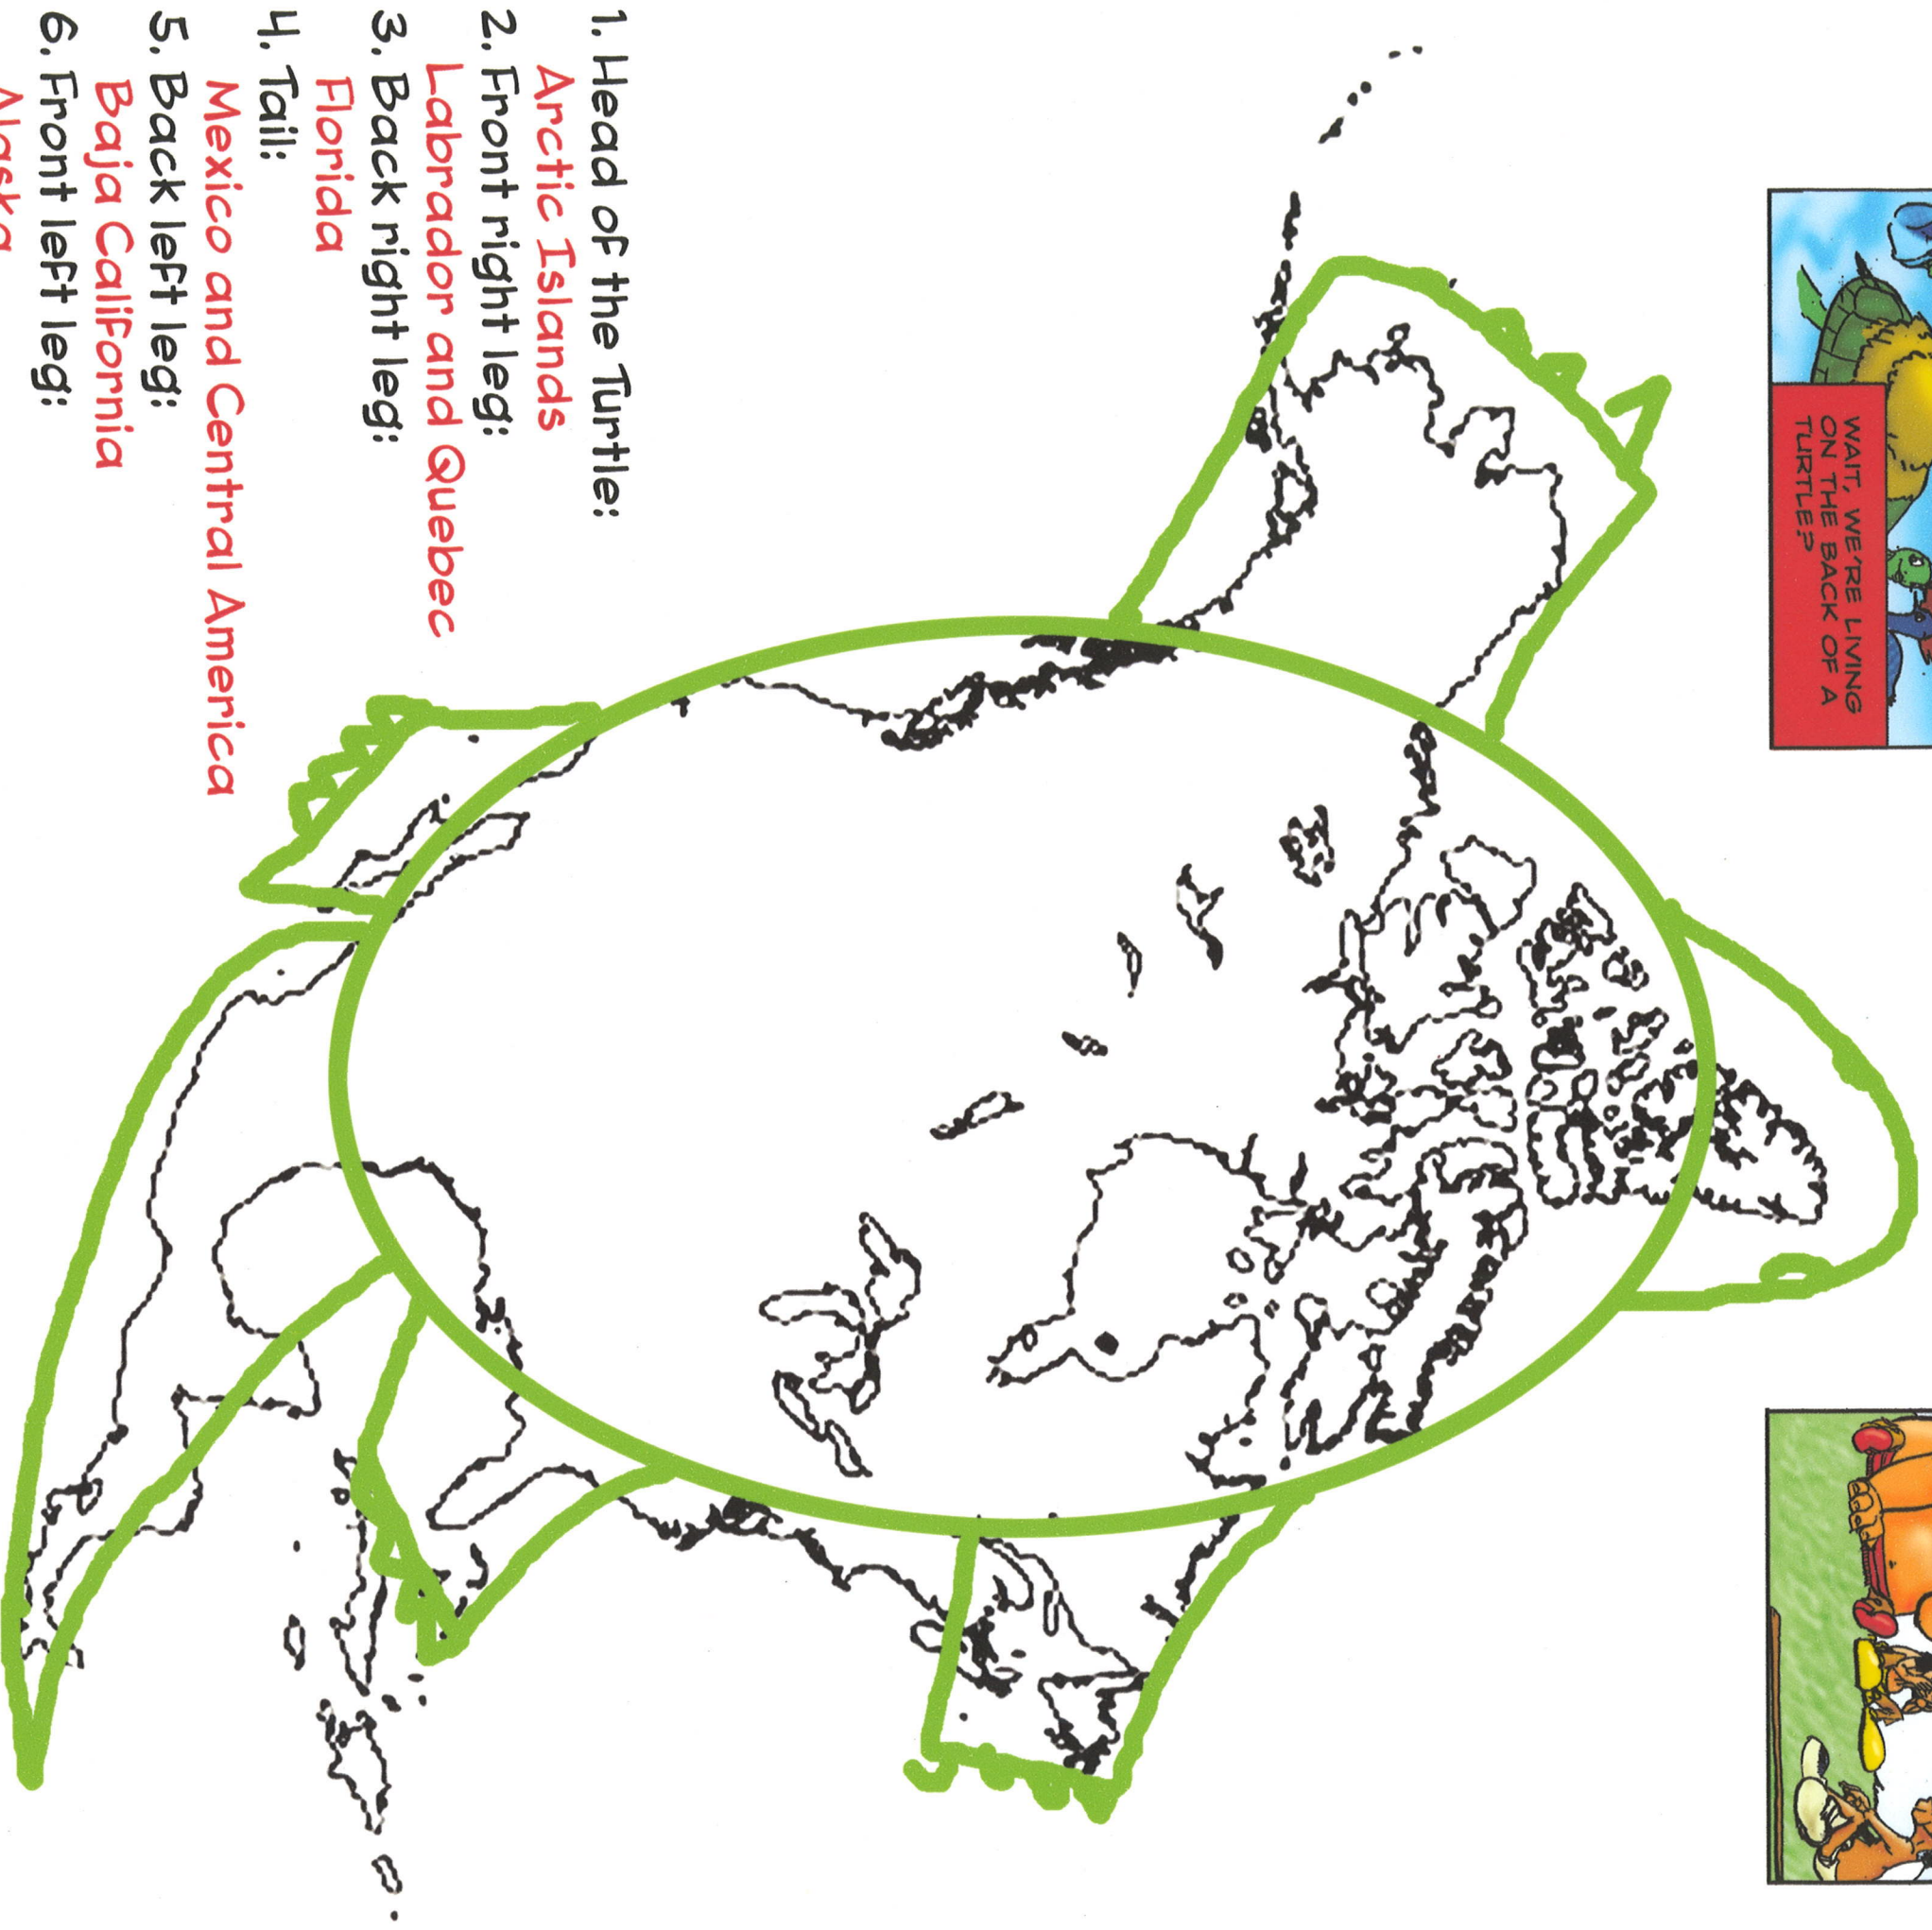 WAIT, WE'RE LIVING
ON THE BACK OF A
TURTLE?
1. Head of the Turtle:
Arctic Islands
2. Front right leg:
Labrador and Quebec
3. Back right leg:
Florida
4. Tail:
Mexico and Central America
5. Back left leg:
Baja California
6. Front left leg:
Alaska